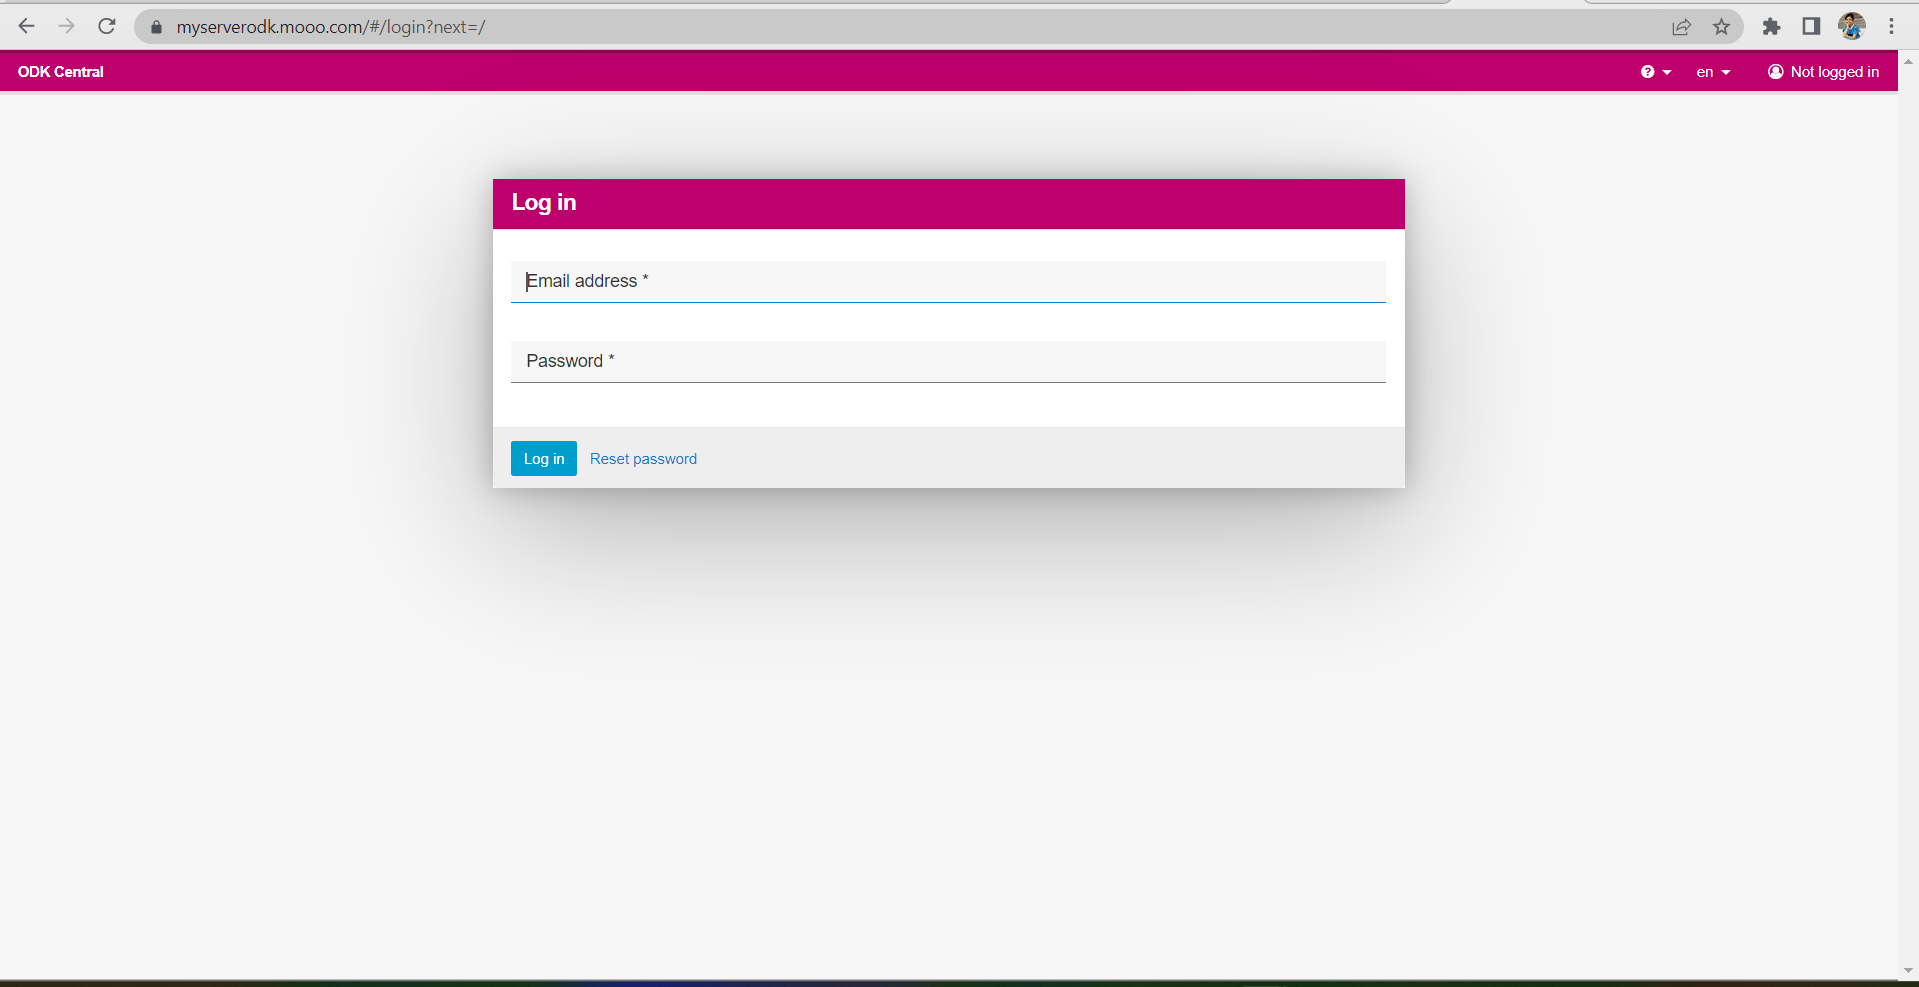 myserverodk.mooo.com/#/login?next=/
ODK Central
en
Not logged in
Log in
Email address *
Password *
Log in
Reset password